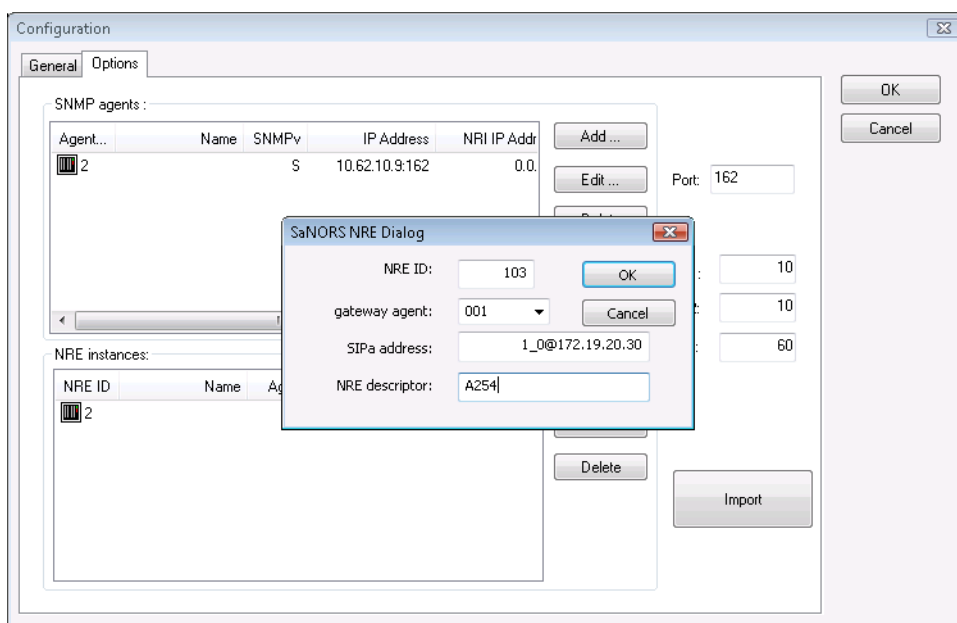 Configuration
General Options
SNMP agents :
Agent... Name SNMPv IP Address NRI IP Addr
2 S 10.62.10.9:162 0.0.
Add ...
Edit ...
Port: 162
10
10
60
OK
Cancel
SaNORS NRE Dialog
NRE ID: 103
OK
gateway agent: 001
Cancel
SIPa address: 1_0@172.19.20.30
NRE descriptor: A254
NRE instances:
NRE ID Name
2
Delete
Import